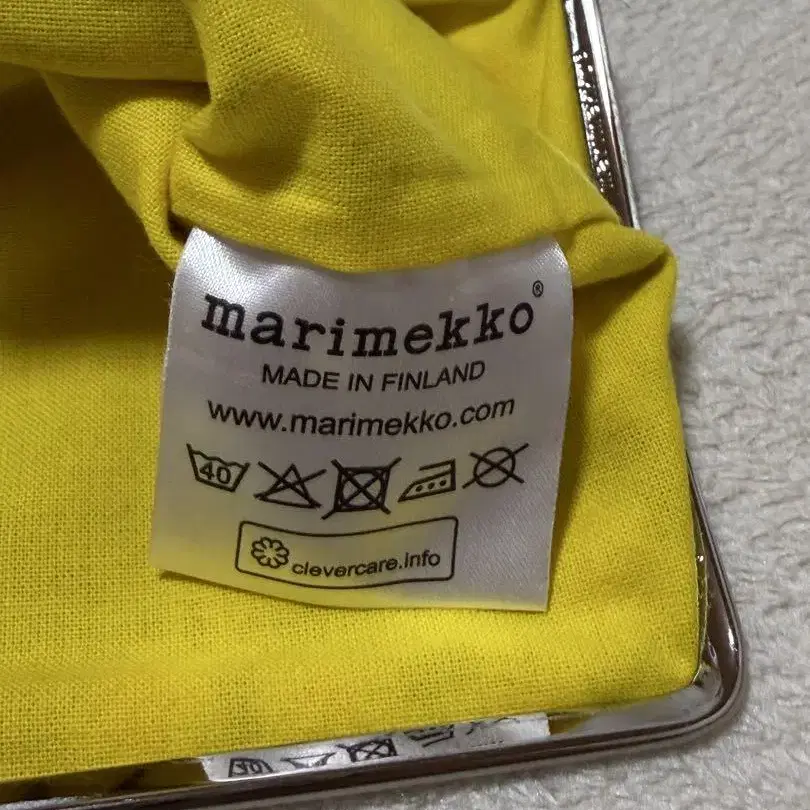 marimekko®
MADE IN FINLAND
www.marimekko.com
40
clevercare.info